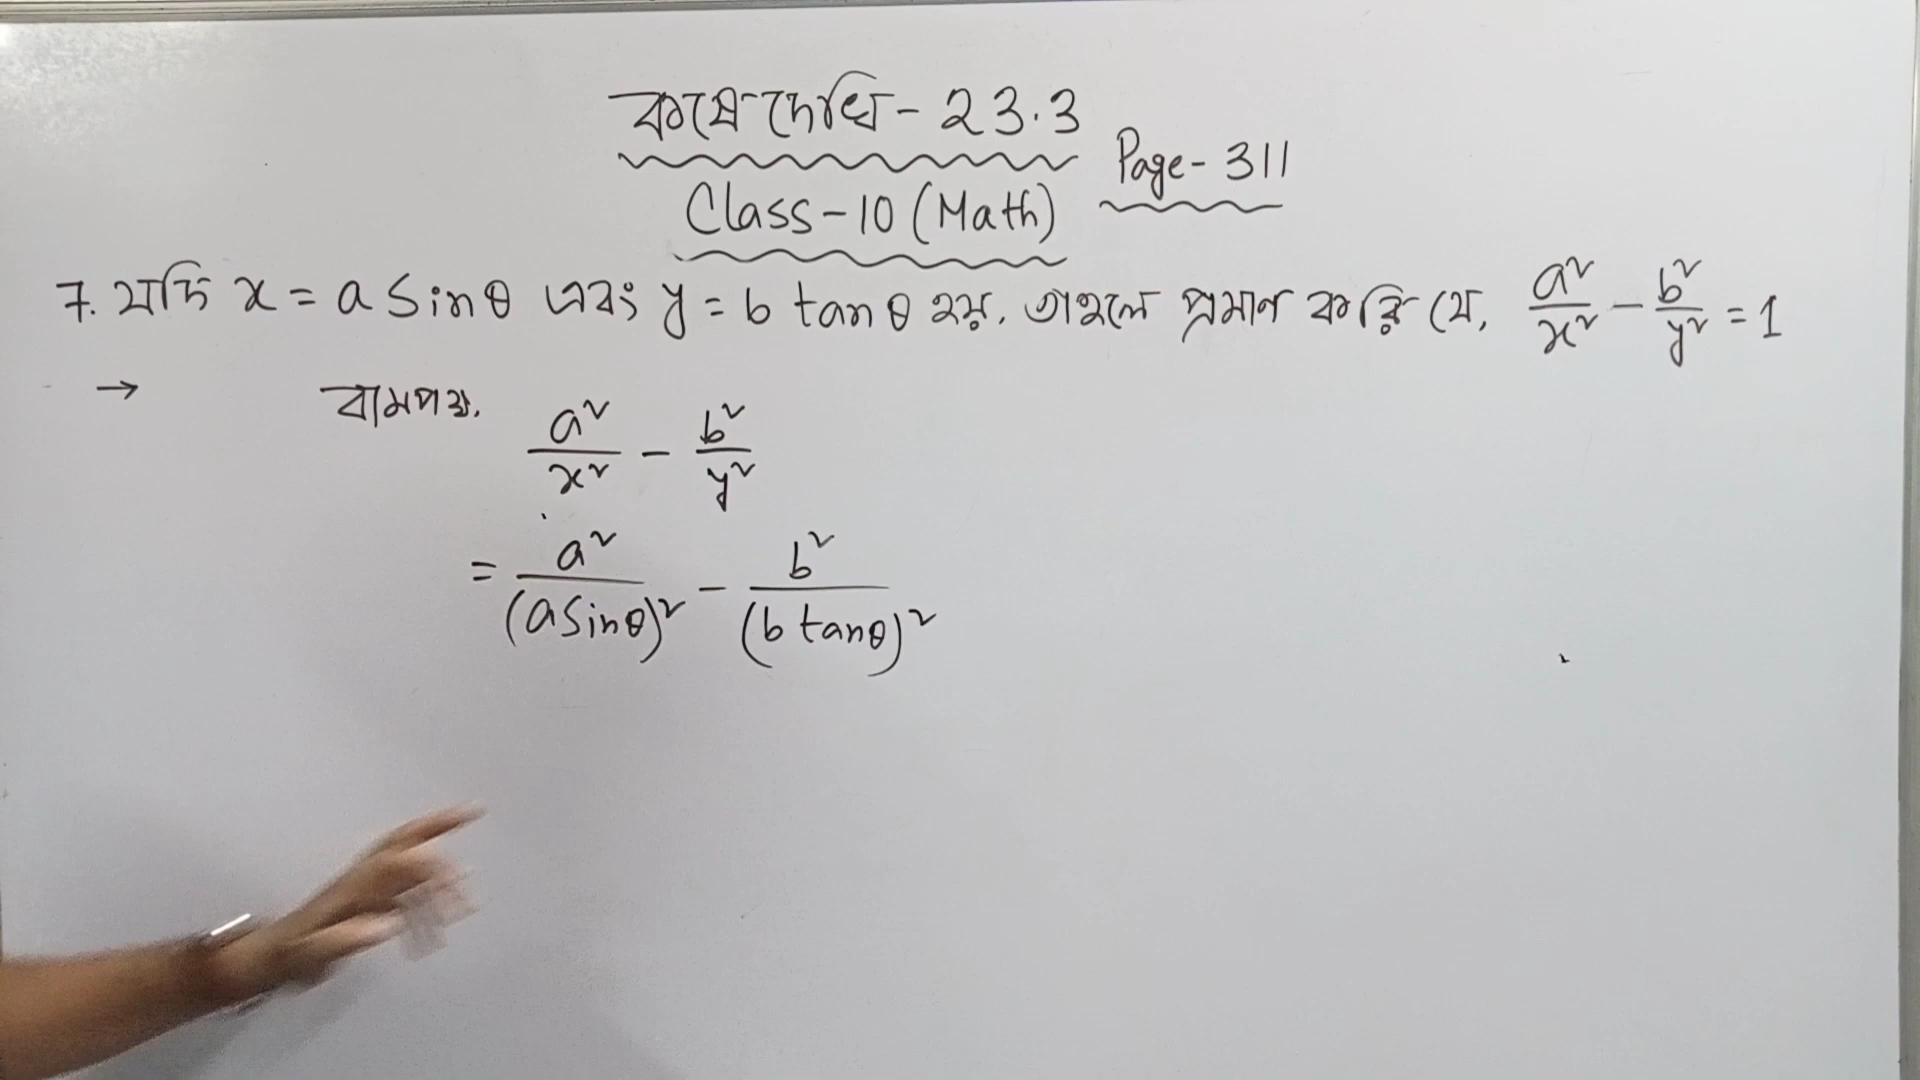 কষে দেখি - 23.3
Page - 311
Class - 10 (Math)
7. যদি x = a sinθ এবং y = b tanθ হয়, তাহলে প্রমাণ করি যে, a²/x² - b²/y² = 1
→ বামপক্ষ, a²/x² - b²/y²
= a²/(a sinθ)² - b²/(b tanθ)²